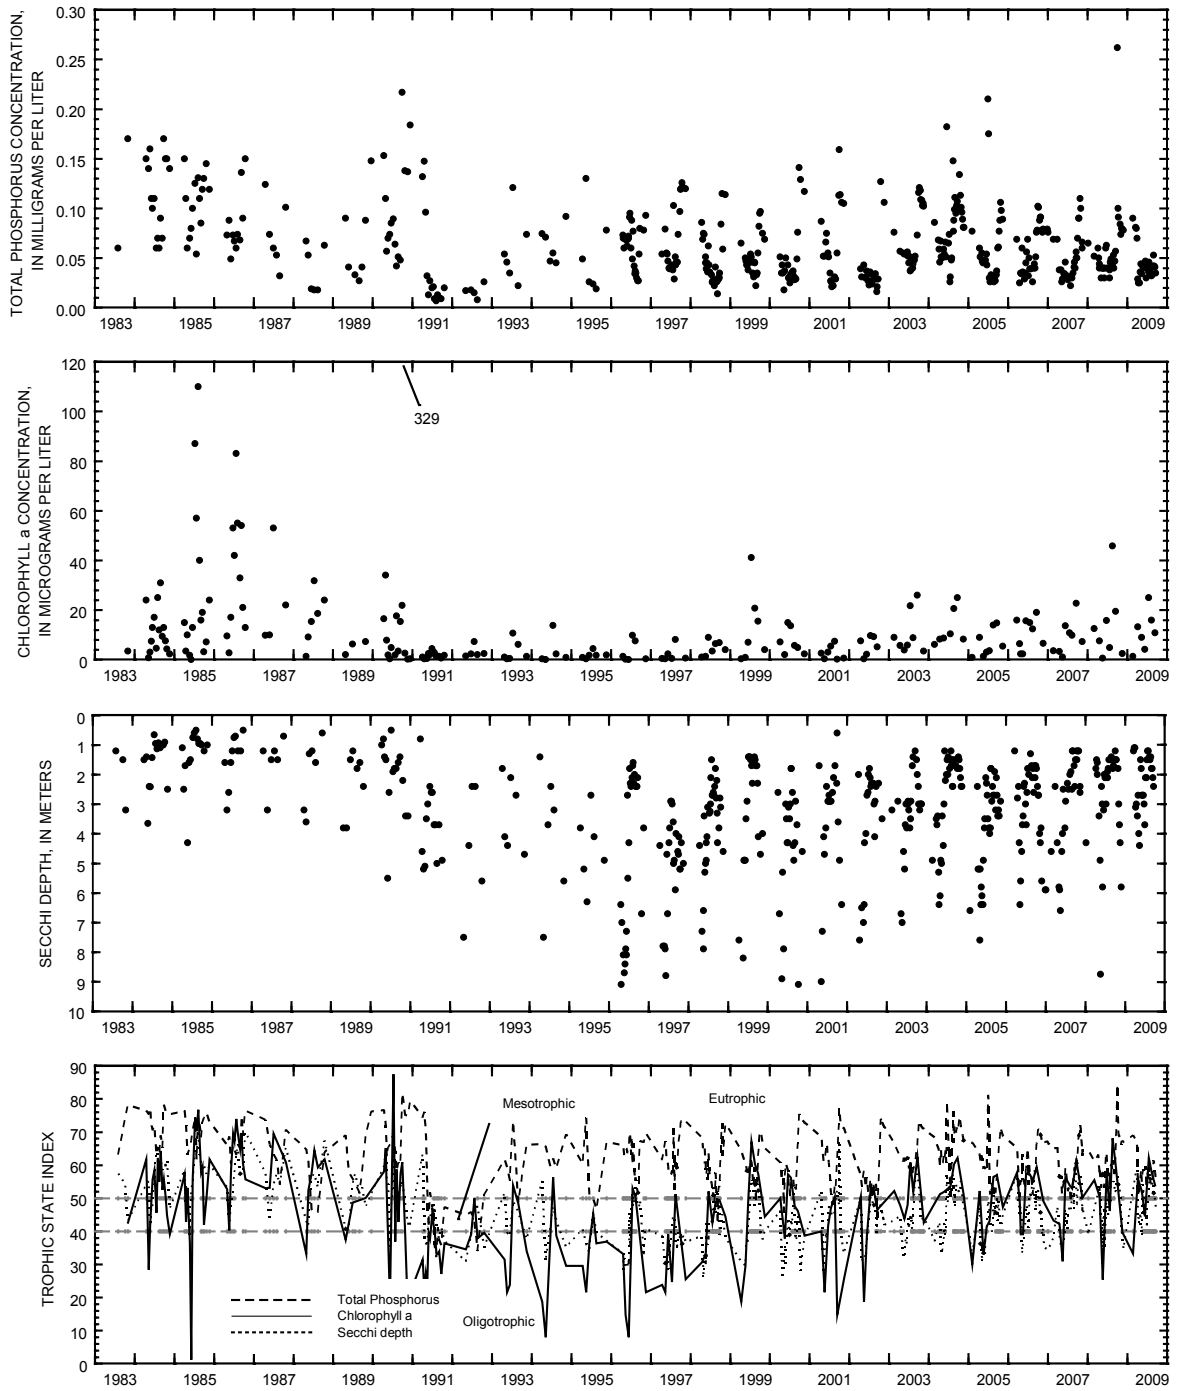 TOTAL PHOSPHORUS CONCENTRATION,
IN MILLIGRAMS PER LITER
0.30
0.25
0.20
0.15
0.10
0.05
0.00
1983 1985 1987 1989 1991 1993 1995 1997 1999 2001 2003 2005 2007 2009
CHLOROPHYLL a CONCENTRATION,
IN MICROGRAMS PER LITER
120
100
80
60
40
20
0
329
1983 1985 1987 1989 1991 1993 1995 1997 1999 2001 2003 2005 2007 2009
SECCHI DEPTH, IN METERS
0
1
2
3
4
5
6
7
8
9
10
1983 1985 1987 1989 1991 1993 1995 1997 1999 2001 2003 2005 2007 2009
TROPHIC STATE INDEX
90
80
70
60
50
40
30
20
10
0
Mesotrophic
Eutrophic
Oligotrophic
Total Phosphorus
Chlorophyll a
Secchi depth
1983 1985 1987 1989 1991 1993 1995 1997 1999 2001 2003 2005 2007 2009